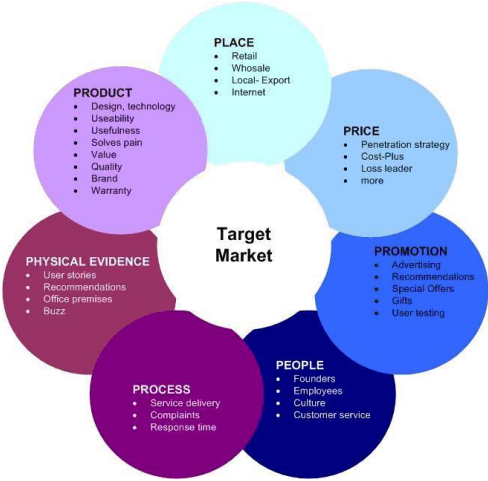 PLACE
• Retail
• Whosale
• Local- Export
• Internet
PRICE
• Penetration strategy
• Cost-Plus
• Loss leader
• more
PROMOTION
• Advertising
• Recommendations
• Special Offers
• Gifts
• User testing
PEOPLE
• Founders
• Employees
• Culture
• Customer service
PROCESS
• Service delivery
• Complaints
• Response time
PHYSICAL EVIDENCE
• User stories
• Recommendations
• Office premises
• Buzz
PRODUCT
• Design, technology
• Useability
• Usefulness
• Solves pain
• Value
• Quality
• Brand
• Warranty
Target
Market